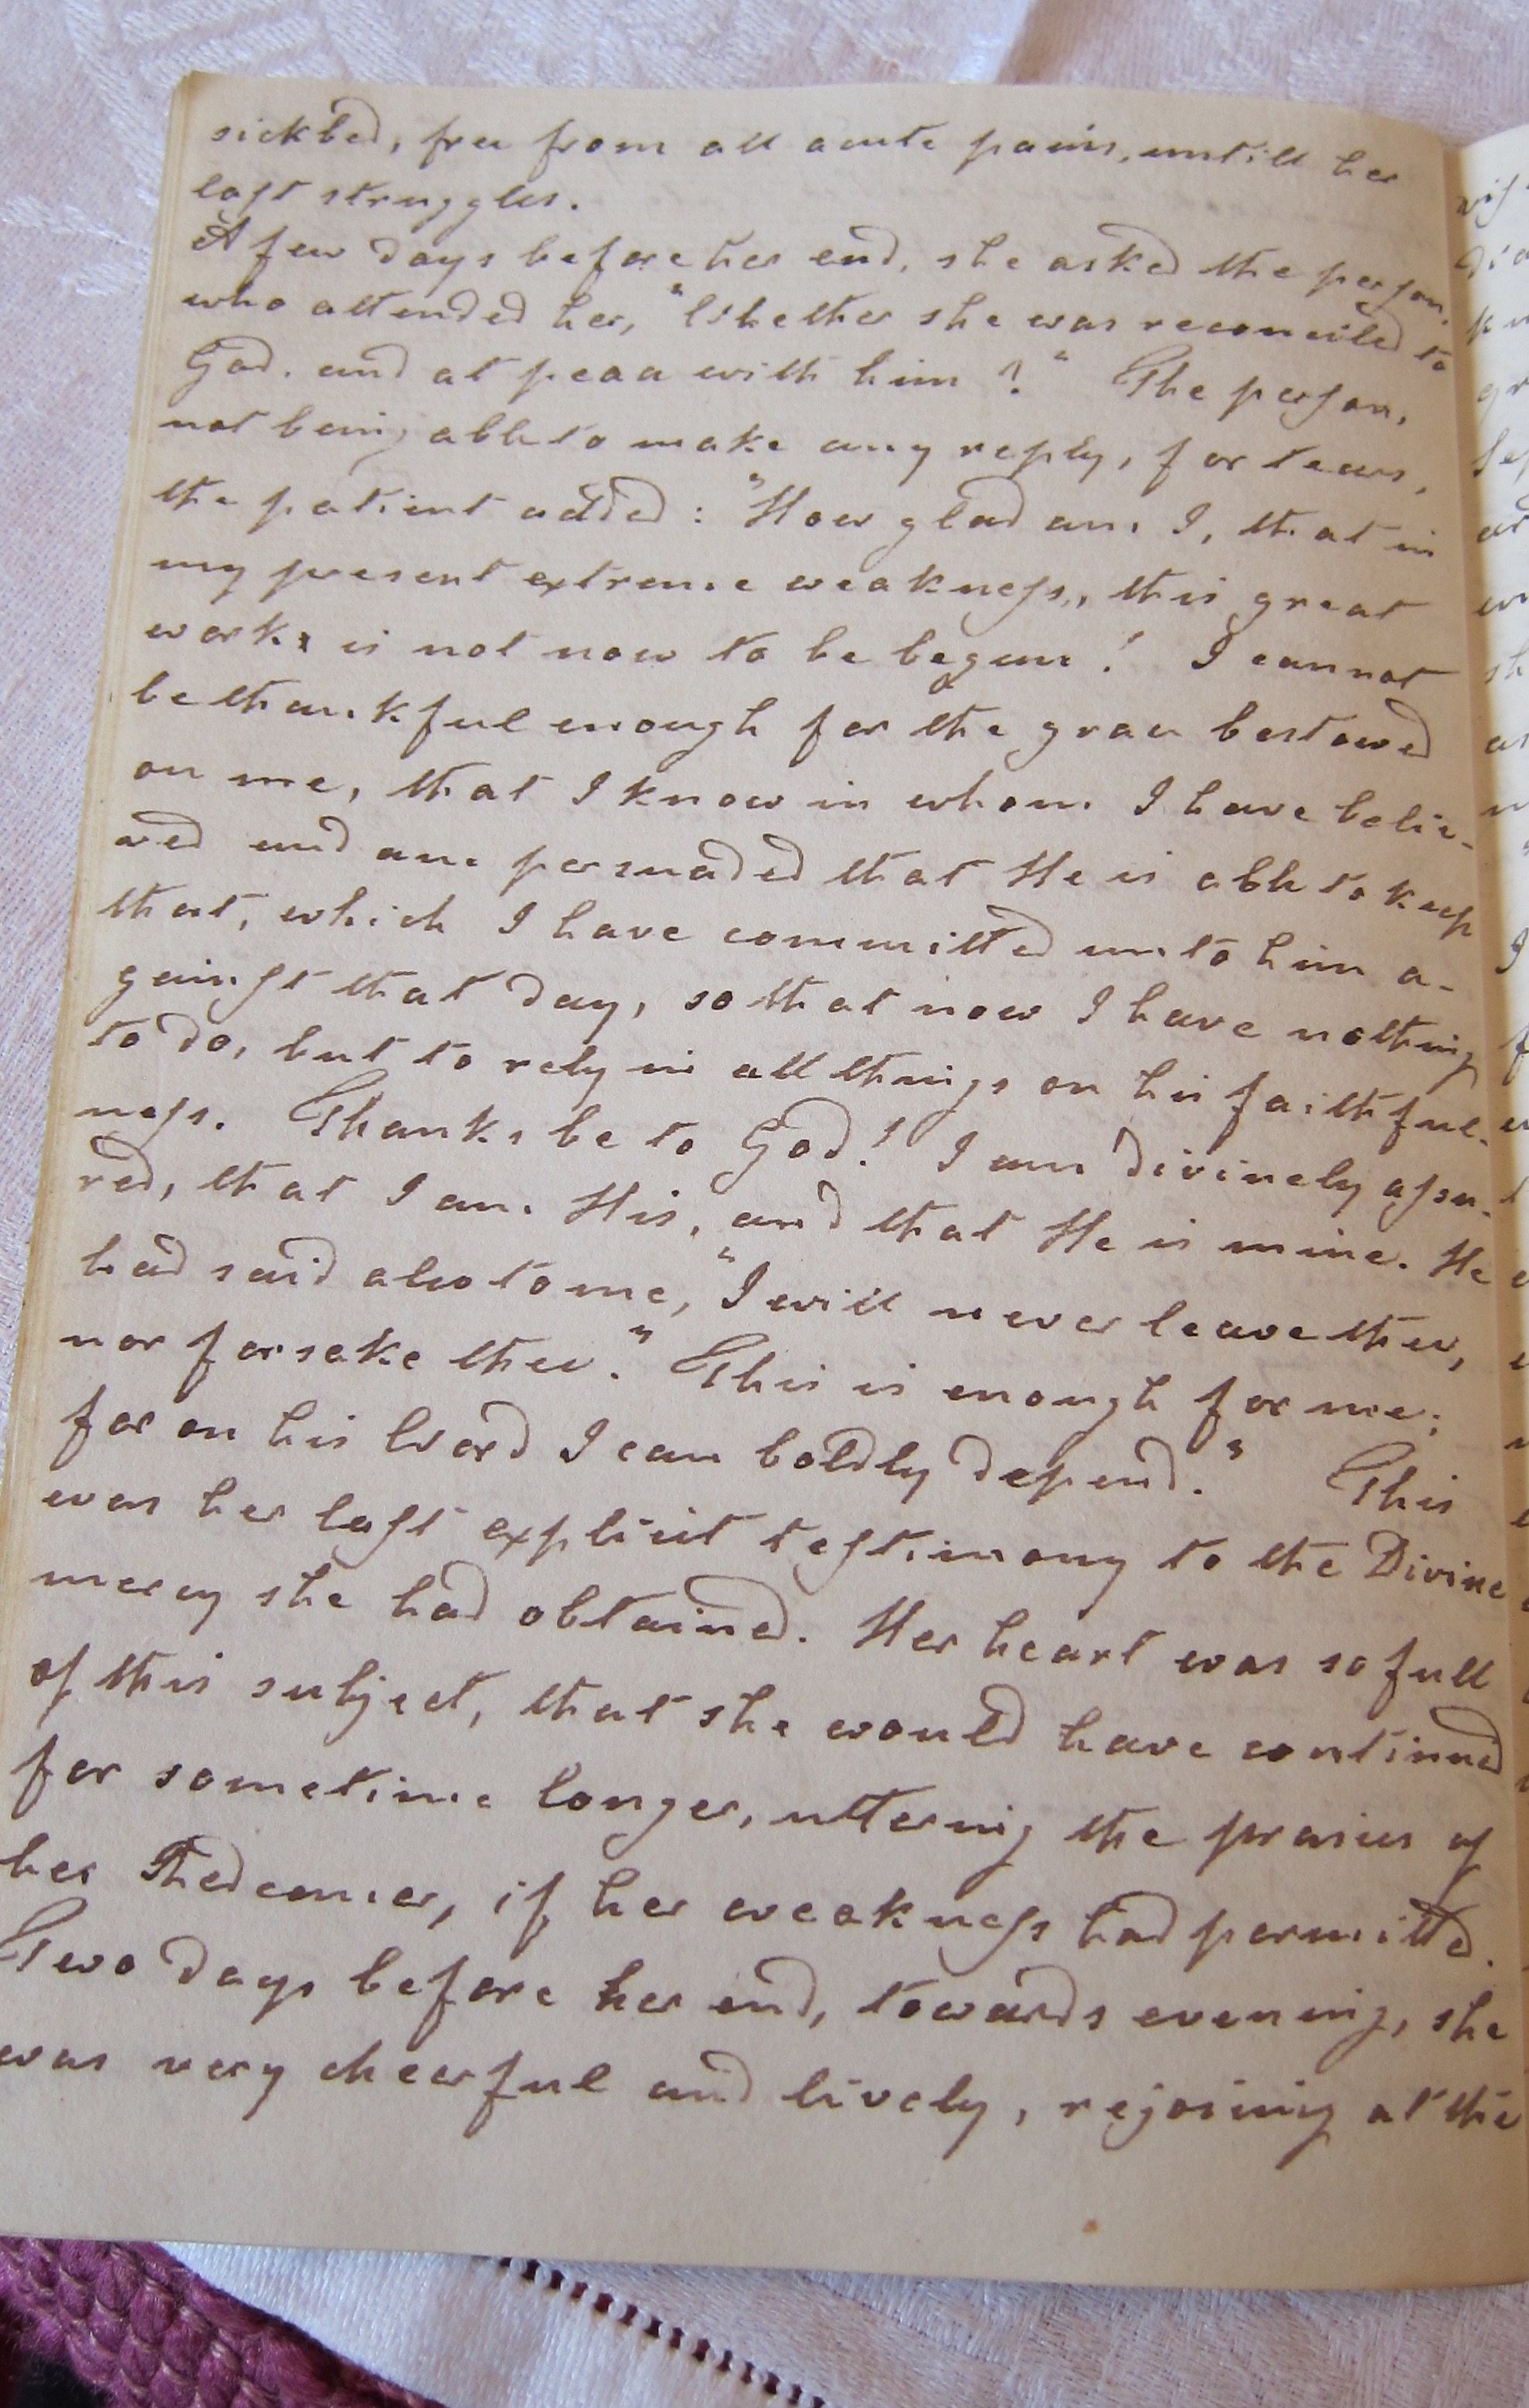 sickbed, free from all acute pains, untill her
last struggles.
A few days before her end, she asked the person,
who attended her, "Whether she was reconciled to
God, and at peace with him?" The person,
not being able to make any reply, for tears,
the patient added: "How glad am I, that in
my present extreme weakness, this great
work, is not now to be begun! I cannot
be thankful enough for the grace bestowed
on me, that I know in whom I have belie-
ved and am persuaded that He is able to keep
that, which I have committed unto him a-
gainst that day, so that now I have nothing
to do, but to rely in all things on his faithful-
ness. Thanks be to God! I am divinely assu-
red, that I am His, and that He is mine. He
had said also to me, "I will never leave thee,
nor forsake thee." This is enough for me;
for on his Word I can boldly depend." This
was her last explicit testimony to the Divine
mercy she had obtained. Her heart was so full
of this subject, that she would have continued
for sometime longer, uttering the praises of
her Redeemer, if her weakness had permitted.
Two days before her end, towards evening, she
was very cheerful and lively, rejoicing at the